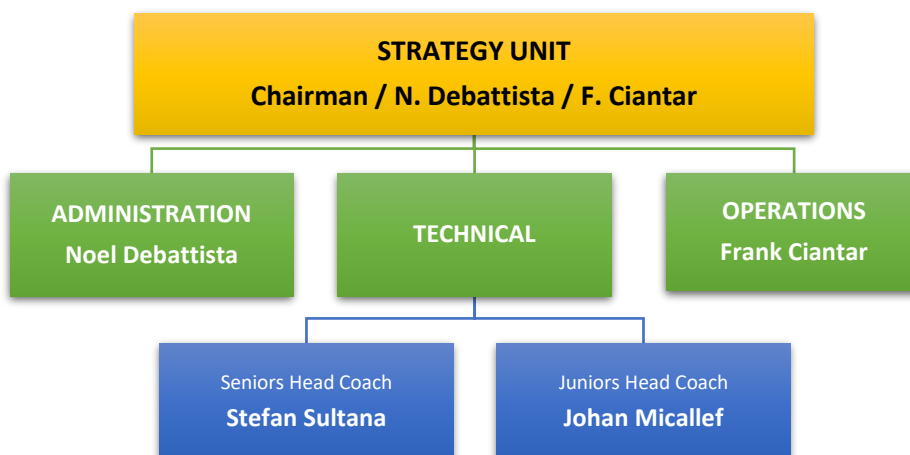 STRATEGY UNIT
Chairman / N. Debattista / F. Ciantar
ADMINISTRATION
Noel Debattista
TECHNICAL
OPERATIONS
Frank Ciantar
Seniors Head Coach
Stefan Sultana
Juniors Head Coach
Johan Micallef